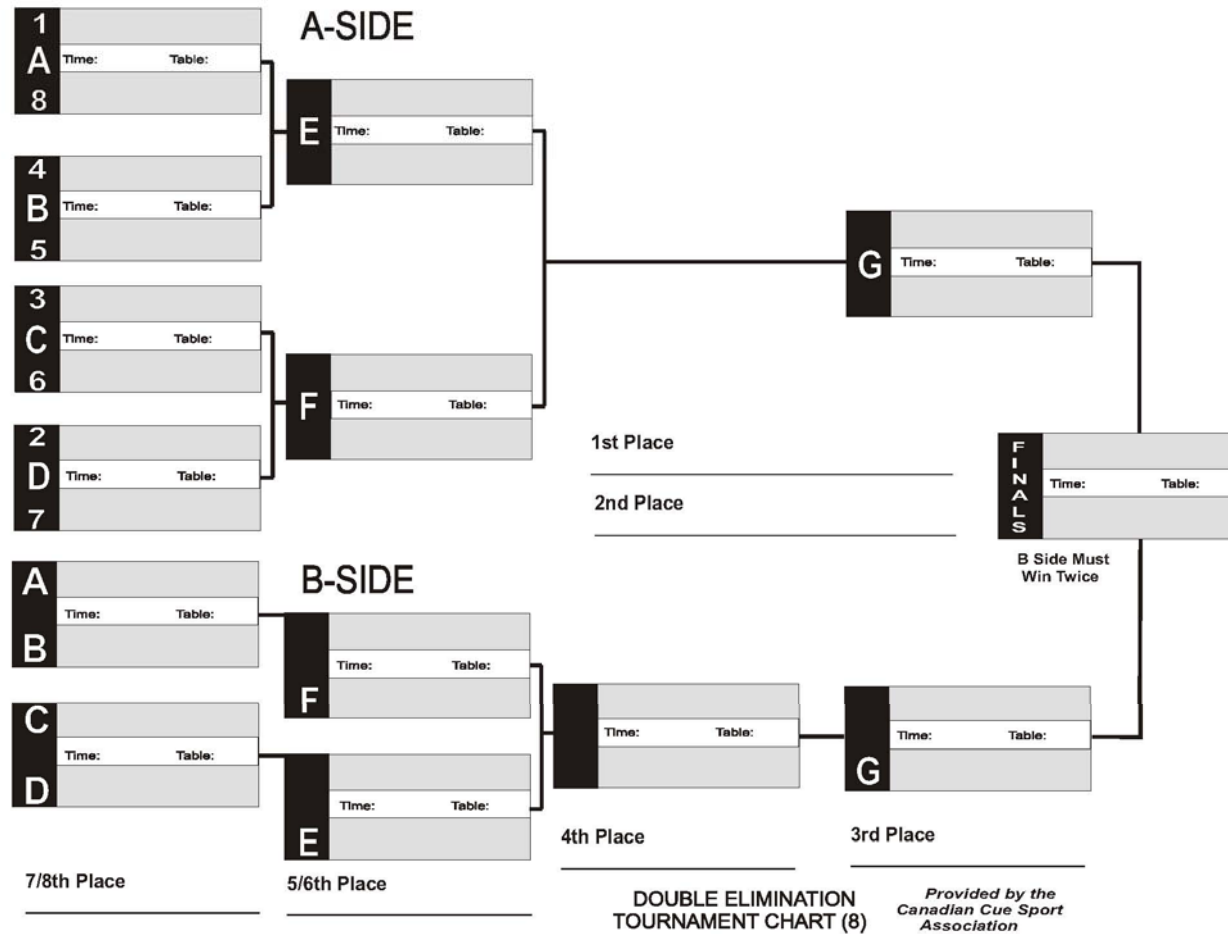 A-SIDE
1
A
8
Time: Table:
4
B
5
Time: Table:
3
C
6
Time: Table:
2
D
7
Time: Table:
E
Time: Table:
F
Time: Table:
G
Time: Table:
1st Place
2nd Place
FINALS
Time: Table:
B Side Must
Win Twice
B-SIDE
A
B
Time: Table:
C
D
Time: Table:
F
Time: Table:
E
Time: Table:
Time: Table:
G
Time: Table:
7/8th Place
5/6th Place
4th Place
3rd Place
DOUBLE ELIMINATION
TOURNAMENT CHART (8)
Provided by the
Canadian Cue Sport
Association